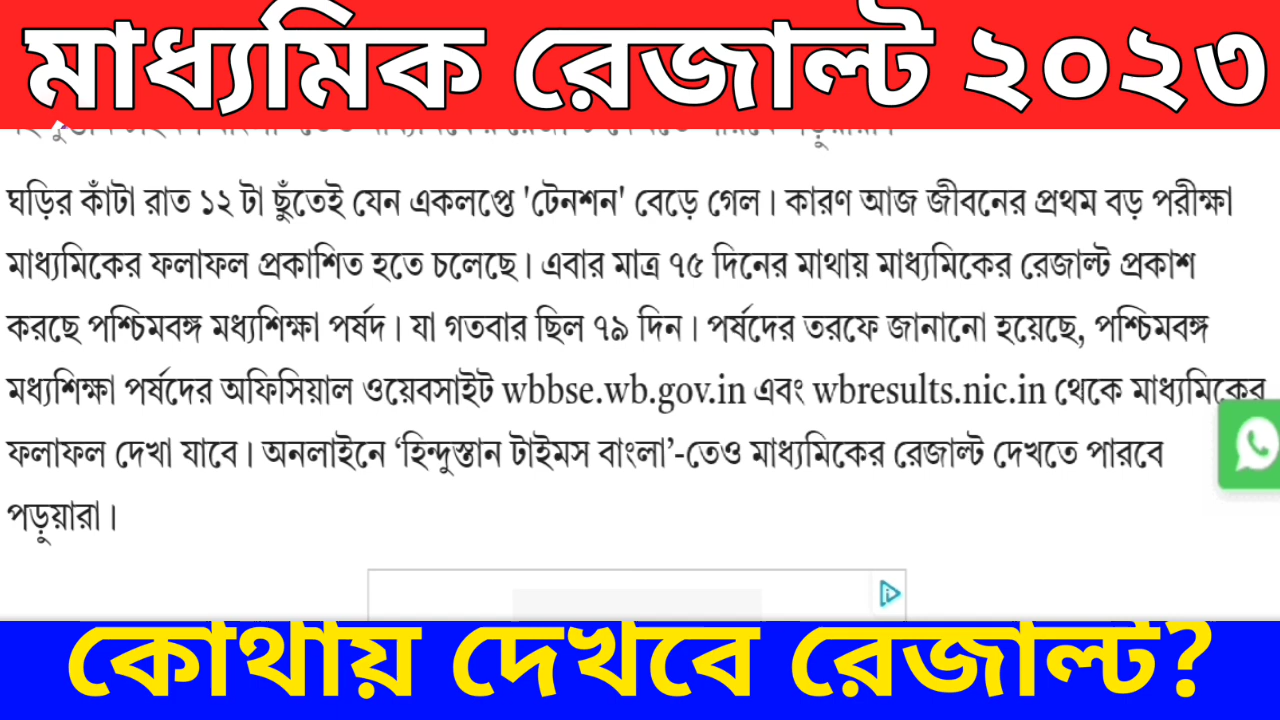 মাধ্যমিক রেজাল্ট ২০২৩
ঘড়ির কাঁটা রাত ১২ টা ছুঁতেই যেন একলপ্তে 'টেনশন' বেড়ে গেল। কারণ আজ জীবনের প্রথম বড় পরীক্ষা
মাধ্যমিকের ফলাফল প্রকাশিত হতে চলেছে। এবার মাত্র ৭৫ দিনের মাথায় মাধ্যমিকের রেজাল্ট প্রকাশ
করছে পশ্চিমবঙ্গ মধ্যশিক্ষা পর্ষদ। যা গতবার ছিল ৭৯ দিন। পর্ষদের তরফে জানানো হয়েছে, পশ্চিমবঙ্গ
মধ্যশিক্ষা পর্ষদের অফিসিয়াল ওয়েবসাইট wbbse.wb.gov.in এবং wbresults.nic.in থেকে মাধ্যমিকের
ফলাফল দেখা যাবে। অনলাইনে ‘হিন্দুস্তান টাইমস বাংলা’-তেও মাধ্যমিকের রেজাল্ট দেখতে পারবে
পড়ুয়ারা।
কোথায় দেখবে রেজাল্ট?